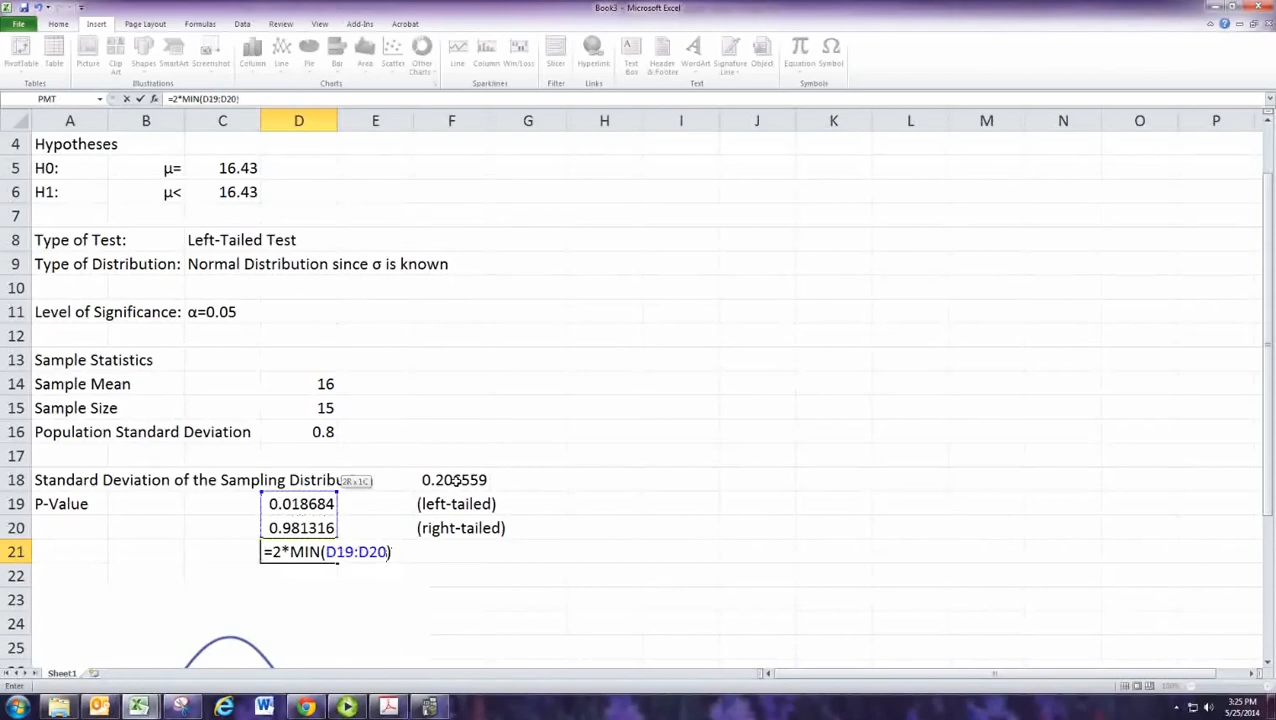 Book3 - Microsoft Excel
File Home Insert Page Layout Formulas Data Review View Add-Ins Acrobat
PivotTable Table Picture Clip Art Shapes SmartArt Screenshot Column Line Pie Bar Area Scatter Other Charts Line Column Win/Loss Slicer Hyperlink Text Box Header & Footer WordArt Signature Line Object Equation Symbol
Tables Illustrations Charts Sparklines Filter Links Text Symbols
PMT =2*MIN(D19:D20)
A B C D E F G H I J K L M N O P
4 Hypotheses
5 H0: μ= 16.43
6 H1: μ< 16.43
7
8 Type of Test: Left-Tailed Test
9 Type of Distribution: Normal Distribution since σ is known
10
11 Level of Significance: α=0.05
12
13 Sample Statistics
14 Sample Mean 16
15 Sample Size 15
16 Population Standard Deviation 0.8
17
18 Standard Deviation of the Sampling Distribu 2R x 1C 0.206559
19 P-Value 0.018684 (left-tailed)
20 0.981316 (right-tailed)
21 =2*MIN(D19:D20)
22
23
24
25
Sheet1
Enter
3:25 PM
5/25/2014